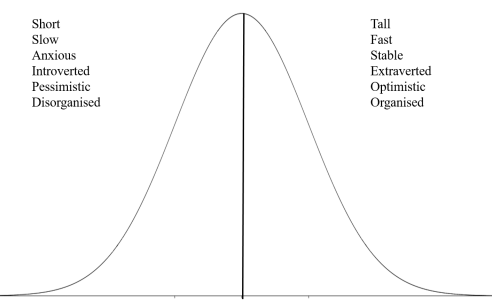 Short
Slow
Anxious
Introverted
Pessimistic
Disorganised
Tall
Fast
Stable
Extraverted
Optimistic
Organised